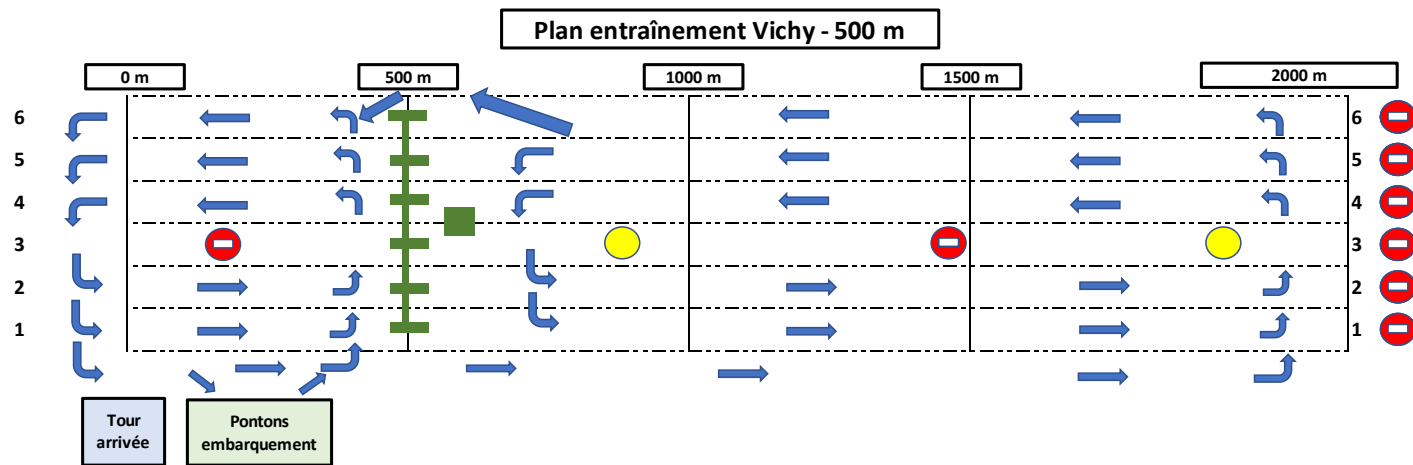 Plan entraînement Vichy - 500 m
0 m
500 m
1000 m
1500 m
2000 m
6
6
5
5
4
4
3
3
2
2
1
1
Tour
arrivée
Pontons
embarquement